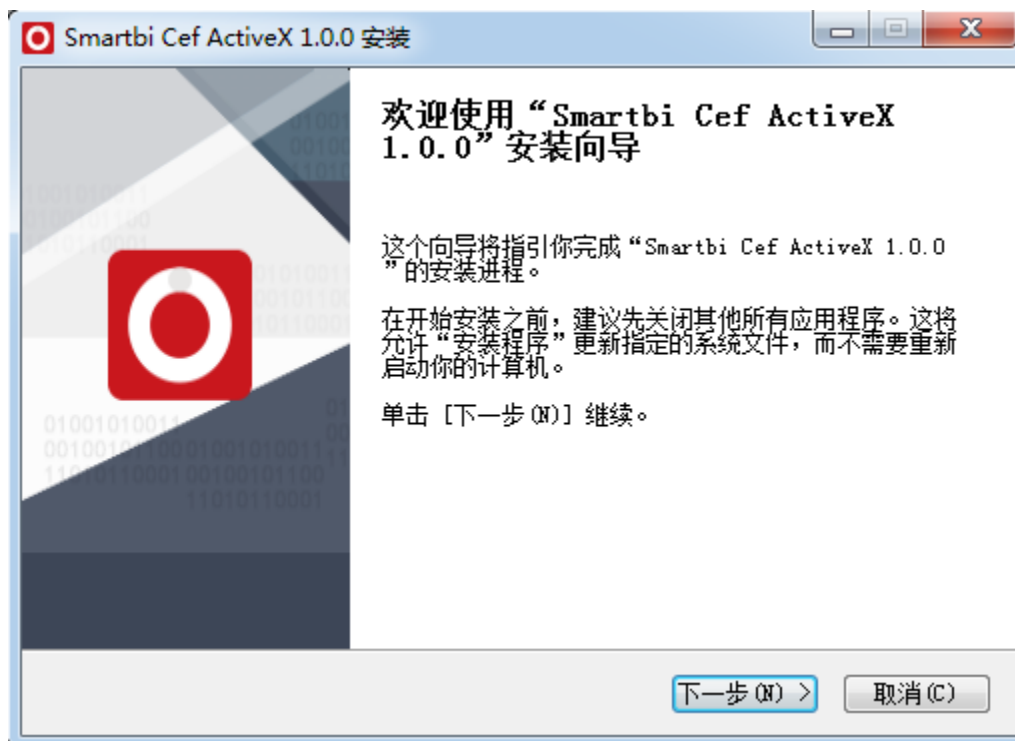 Smartbi Cef ActiveX 1.0.0 安装
欢迎使用“Smartbi Cef ActiveX
1.0.0”安装向导
这个向导将指引你完成“Smartbi Cef ActiveX 1.0.0
”的安装进程。
在开始安装之前，建议先关闭其他所有应用程序。这将
允许“安装程序”更新指定的系统文件，而不需要重新
启动你的计算机。
单击 [下一步(N)] 继续。
01001010011
11010110001
下一步(N) >
取消(C)